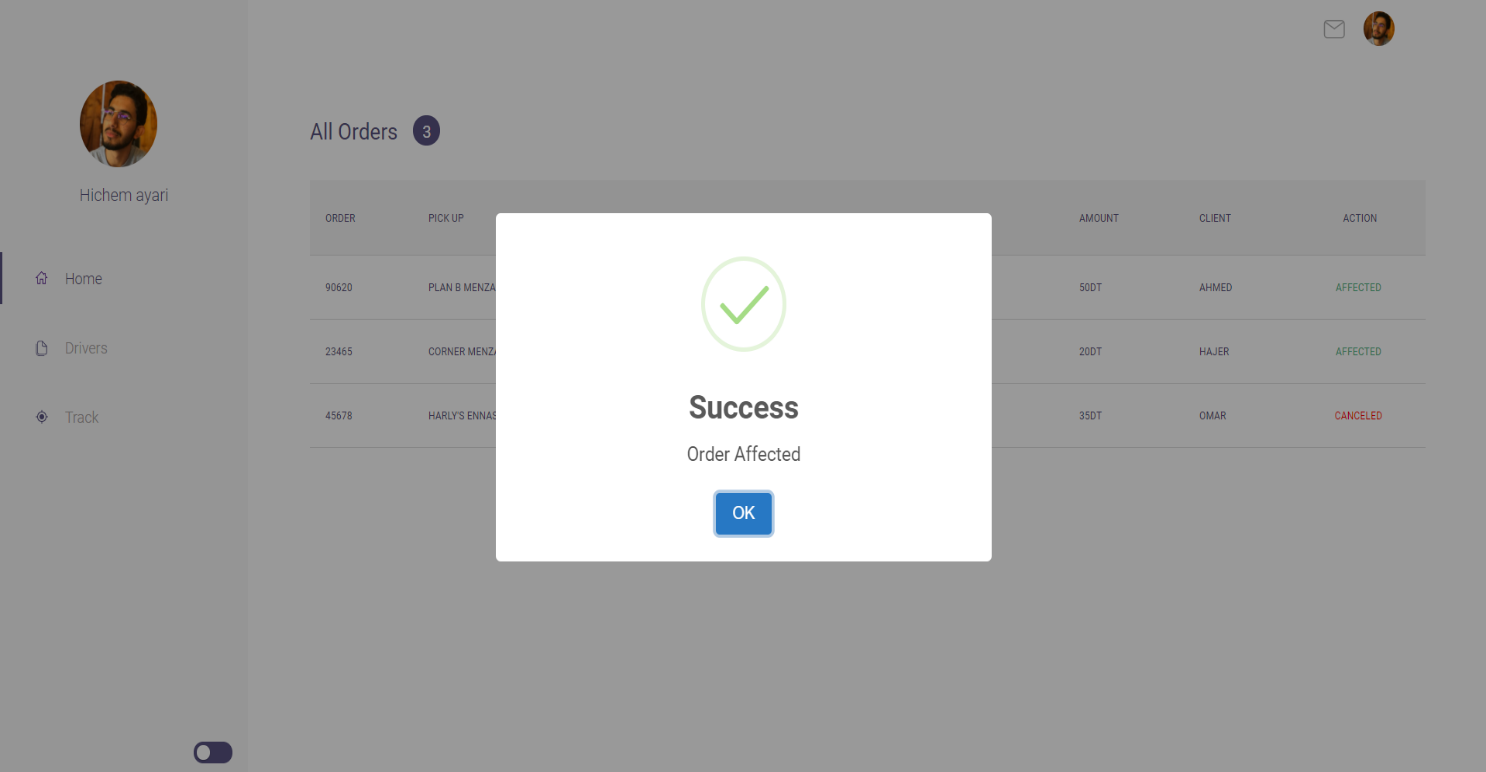 Hichem ayari
Home
Drivers
Track
All Orders 3
ORDER PICK UP AMOUNT CLIENT ACTION
90620 PLAN B MENZA 50DT AHMED AFFECTED
23465 CORNER MENZA 20DT HAJER AFFECTED
45678 HARLY'S ENNAS 35DT OMAR CANCELED
Success
Order Affected
OK